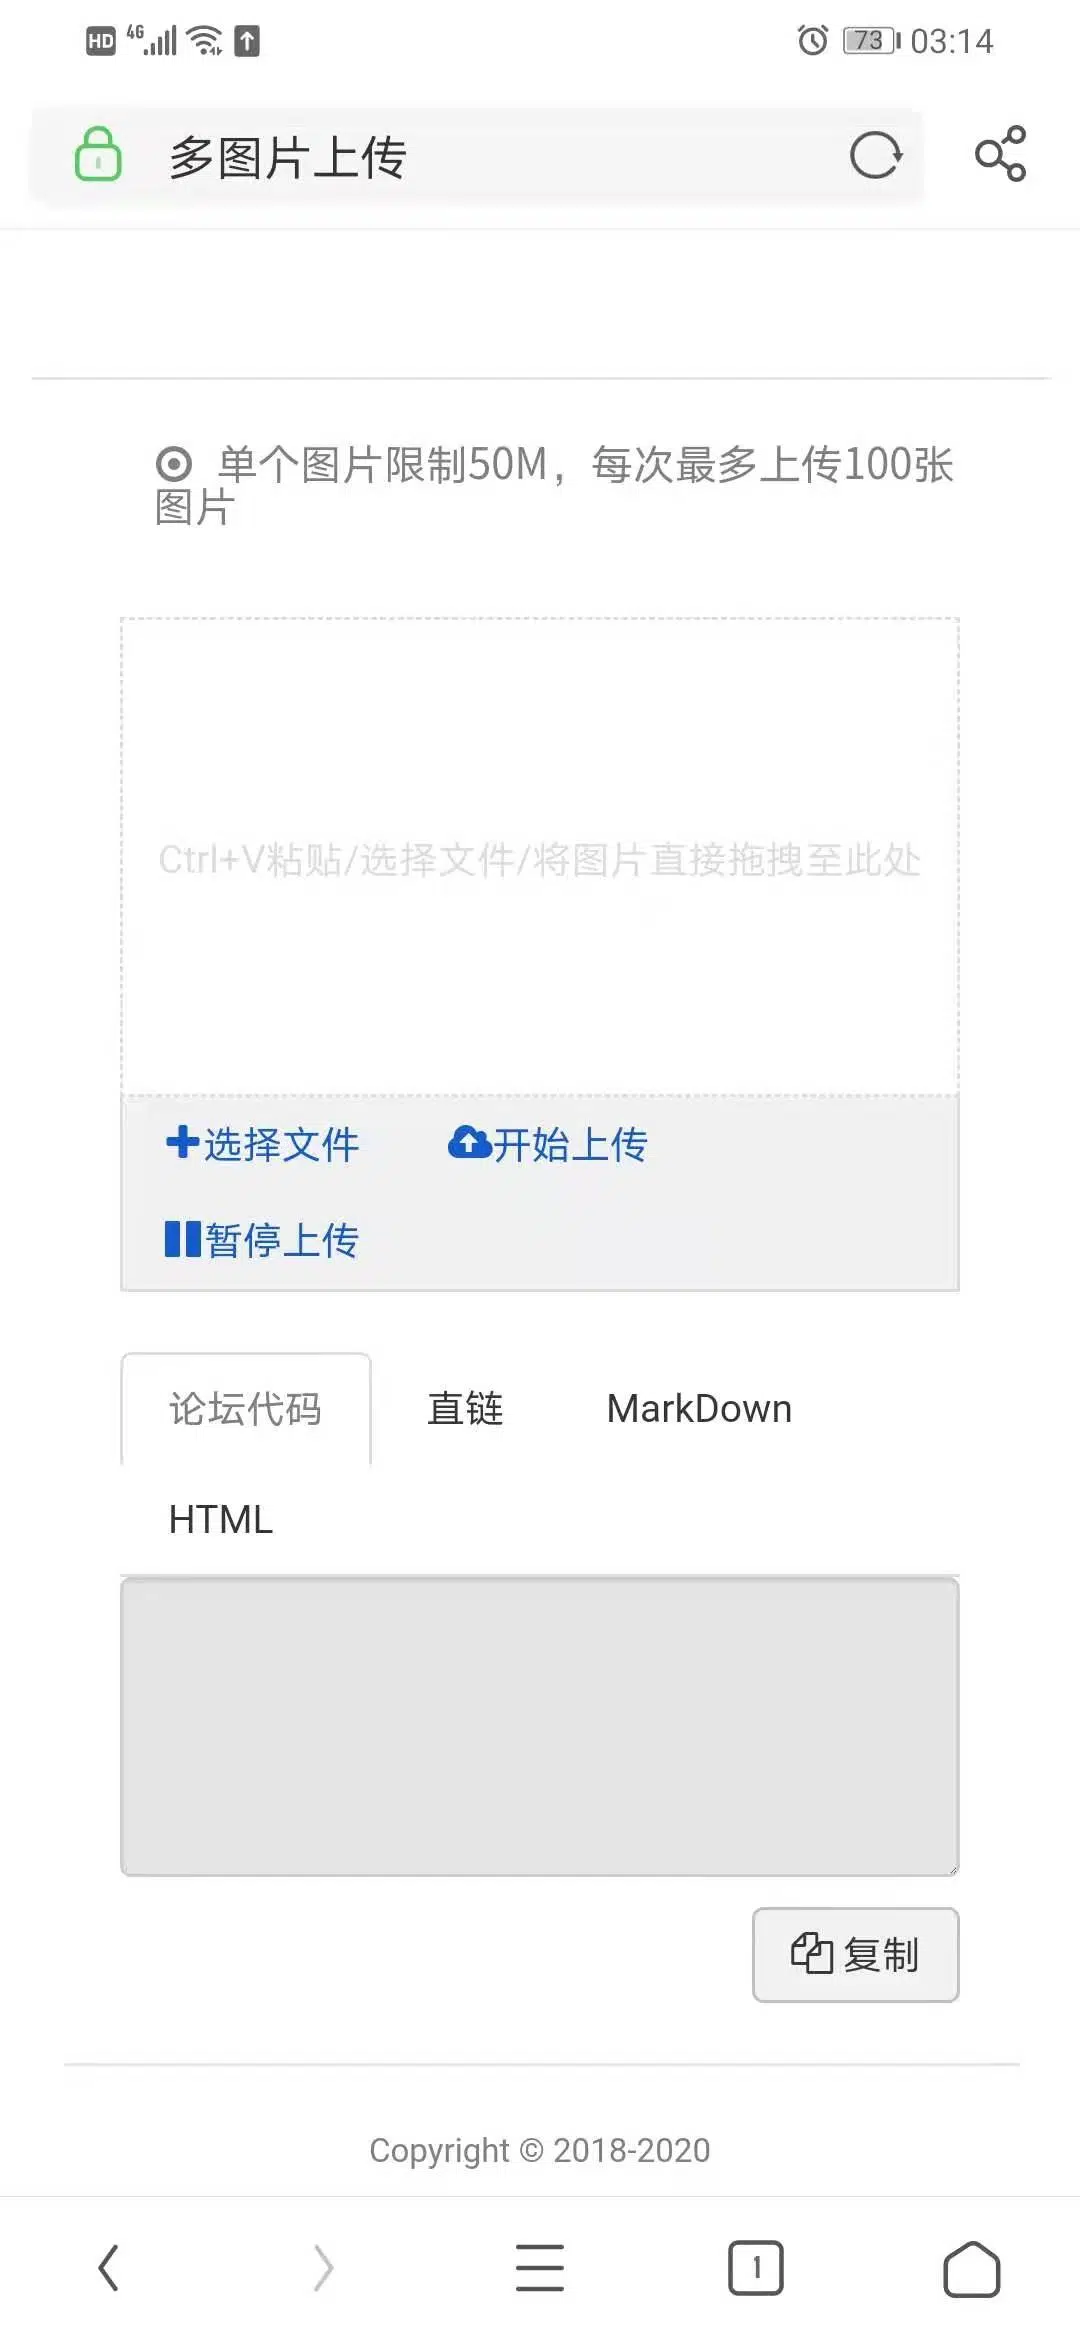 HD 4G 73 03:14
多图片上传
单个图片限制50M，每次最多上传100张
图片
Ctrl+V粘贴/选择文件/将图片直接拖拽至此处
选择文件 开始上传
暂停上传
论坛代码 直链 MarkDown
HTML
复制
Copyright © 2018-2020
1